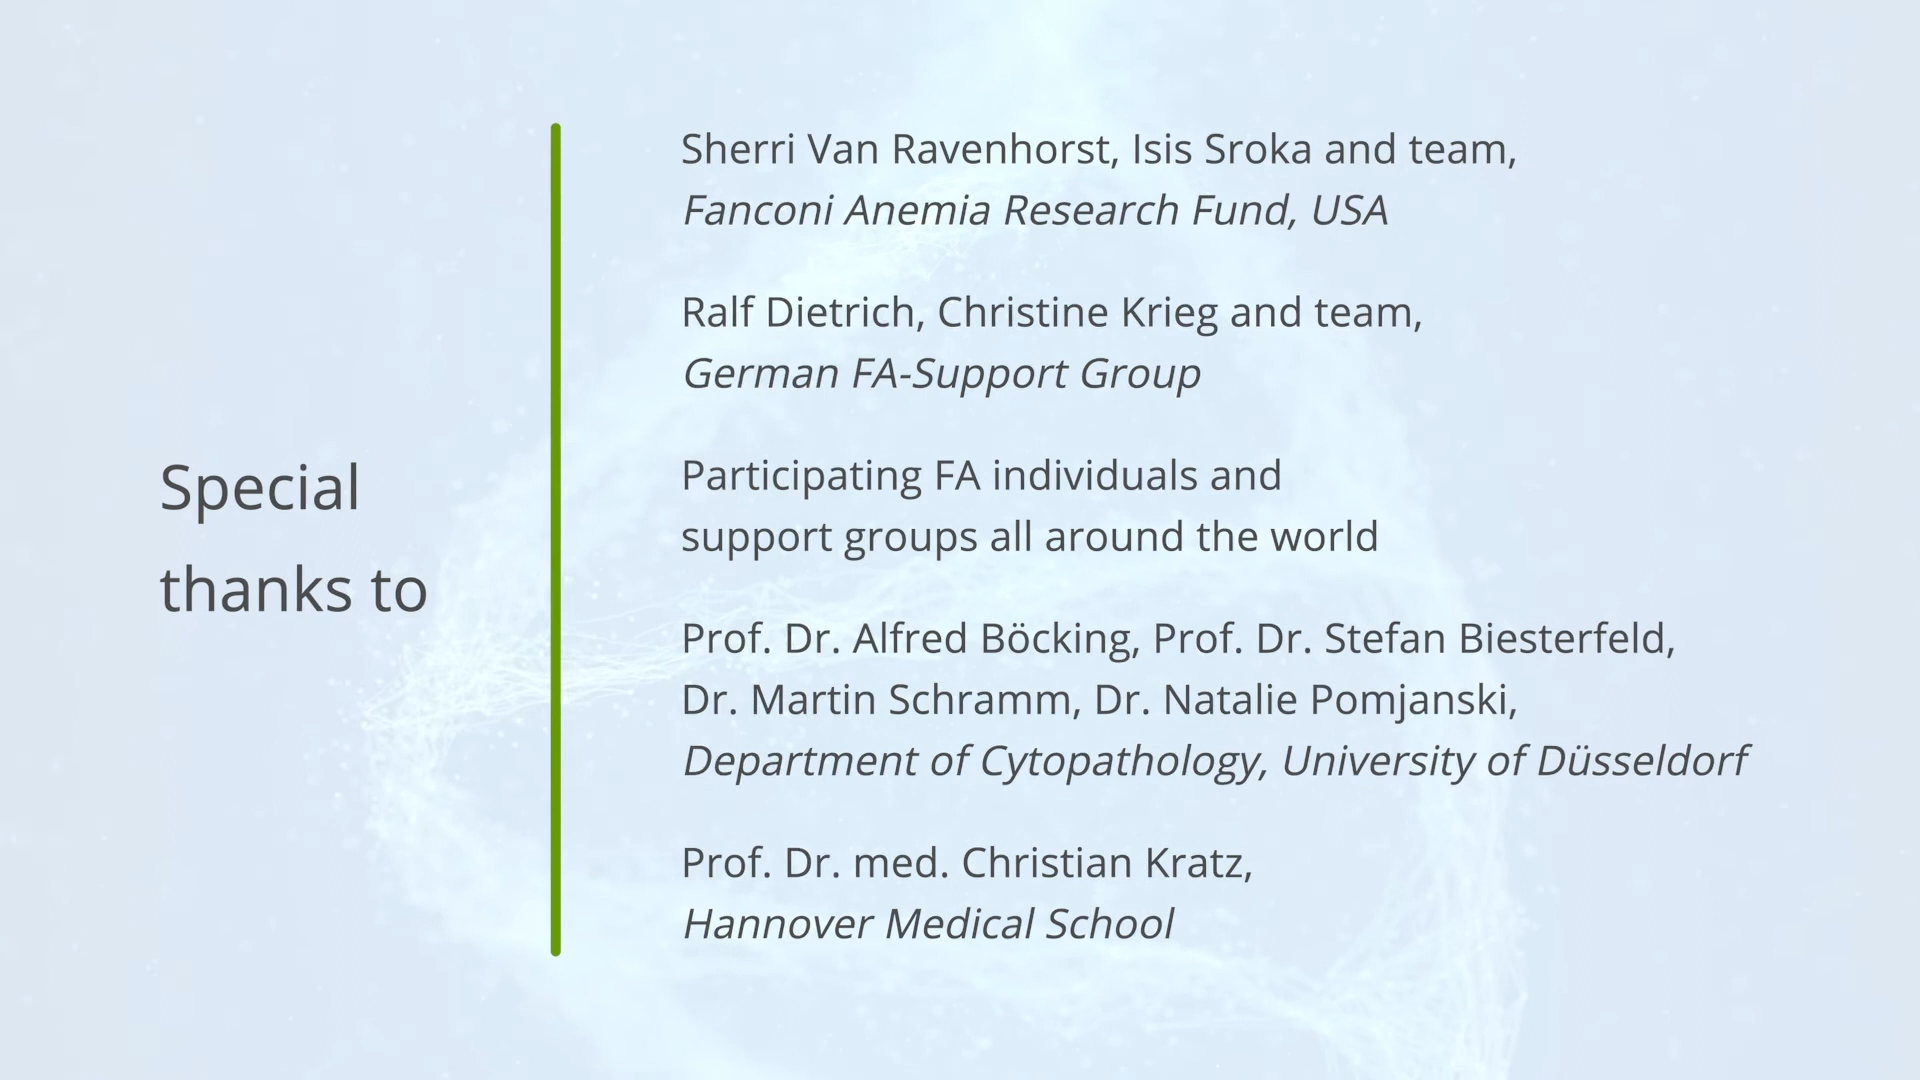 Special
thanks to
Sherri Van Ravenhorst, Isis Sroka and team,
Fanconi Anemia Research Fund, USA
Ralf Dietrich, Christine Krieg and team,
German FA-Support Group
Participating FA individuals and
support groups all around the world
Prof. Dr. Alfred Böcking, Prof. Dr. Stefan Biesterfeld,
Dr. Martin Schramm, Dr. Natalie Pomjanski,
Department of Cytopathology, University of Düsseldorf
Prof. Dr. med. Christian Kratz,
Hannover Medical School